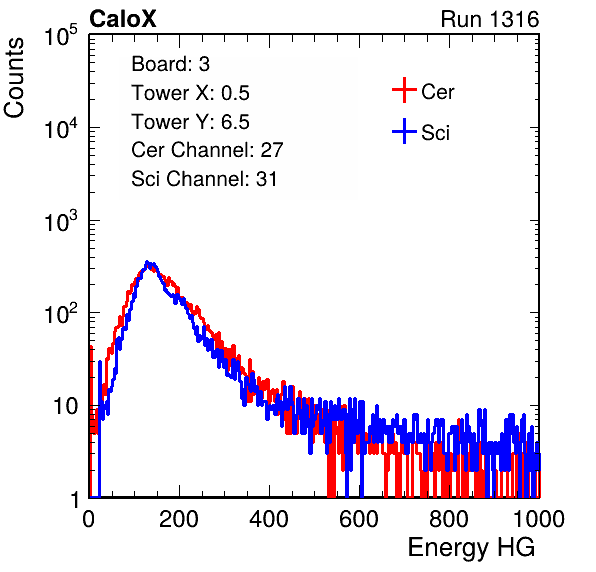 CaloX Run 1316
Counts
10^5
10^4
10^3
10^2
10
1
Board: 3
Tower X: 0.5
Tower Y: 6.5
Cer Channel: 27
Sci Channel: 31
Cer
Sci
0 200 400 600 800 1000
Energy HG